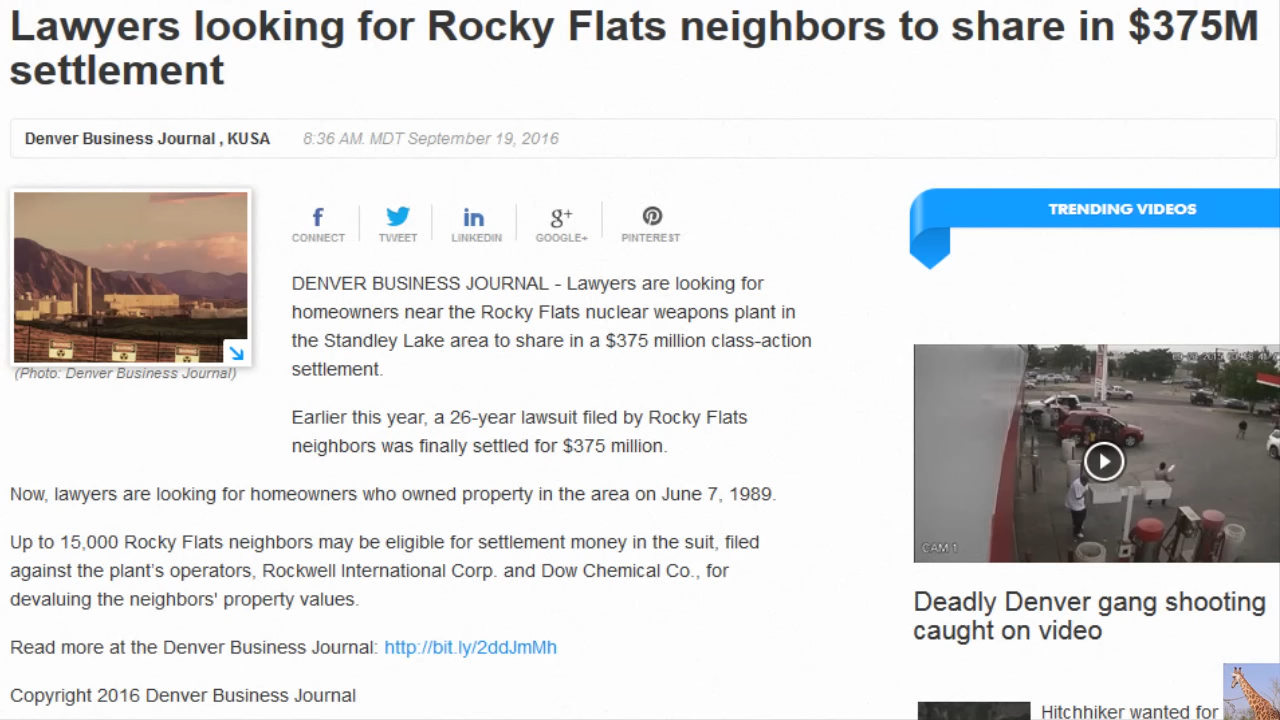 Lawyers looking for Rocky Flats neighbors to share in $375M
settlement
Denver Business Journal , KUSA 8:36 AM. MDT September 19, 2016
(Photo: Denver Business Journal)
CONNECT
TWEET
LINKEDIN
GOOGLE+
PINTEREST
DENVER BUSINESS JOURNAL - Lawyers are looking for
homeowners near the Rocky Flats nuclear weapons plant in
the Standley Lake area to share in a $375 million class-action
settlement.
Earlier this year, a 26-year lawsuit filed by Rocky Flats
neighbors was finally settled for $375 million.
Now, lawyers are looking for homeowners who owned property in the area on June 7, 1989.
Up to 15,000 Rocky Flats neighbors may be eligible for settlement money in the suit, filed
against the plant's operators, Rockwell International Corp. and Dow Chemical Co., for
devaluing the neighbors' property values.
Read more at the Denver Business Journal: http://bit.ly/2ddJmMh
Copyright 2016 Denver Business Journal
TRENDING VIDEOS
CAM 1
Deadly Denver gang shooting
caught on video
Hitchhiker wanted for